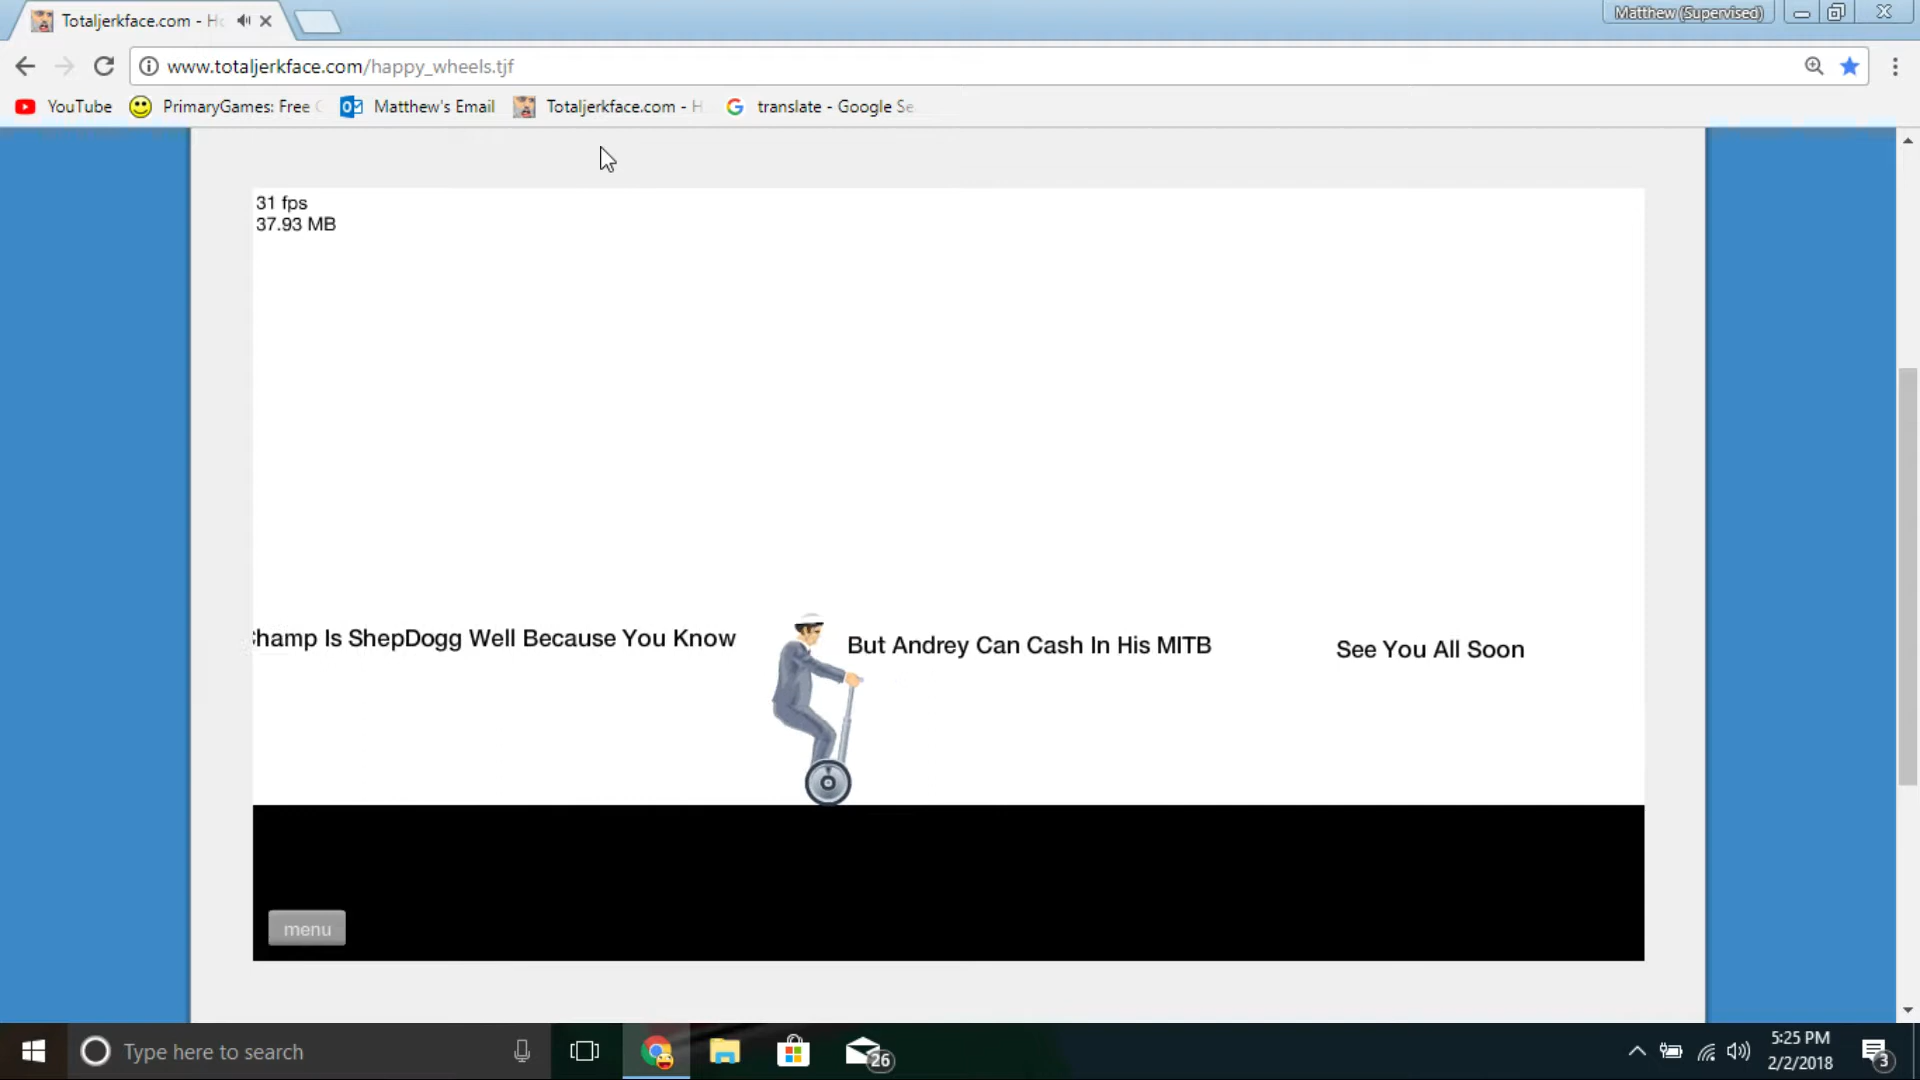 Totaljerkface.com - H
Matthew (Supervised)
www.totaljerkface.com/happy_wheels.tjf
YouTube
PrimaryGames: Free
Matthew's Email
Totaljerkface.com - H
translate - Google Se
31 fps
37.93 MB
Champ Is ShepDogg Well Because You Know
But Andrey Can Cash In His MITB
See You All Soon
menu
Type here to search
26
5:25 PM
2/2/2018
3